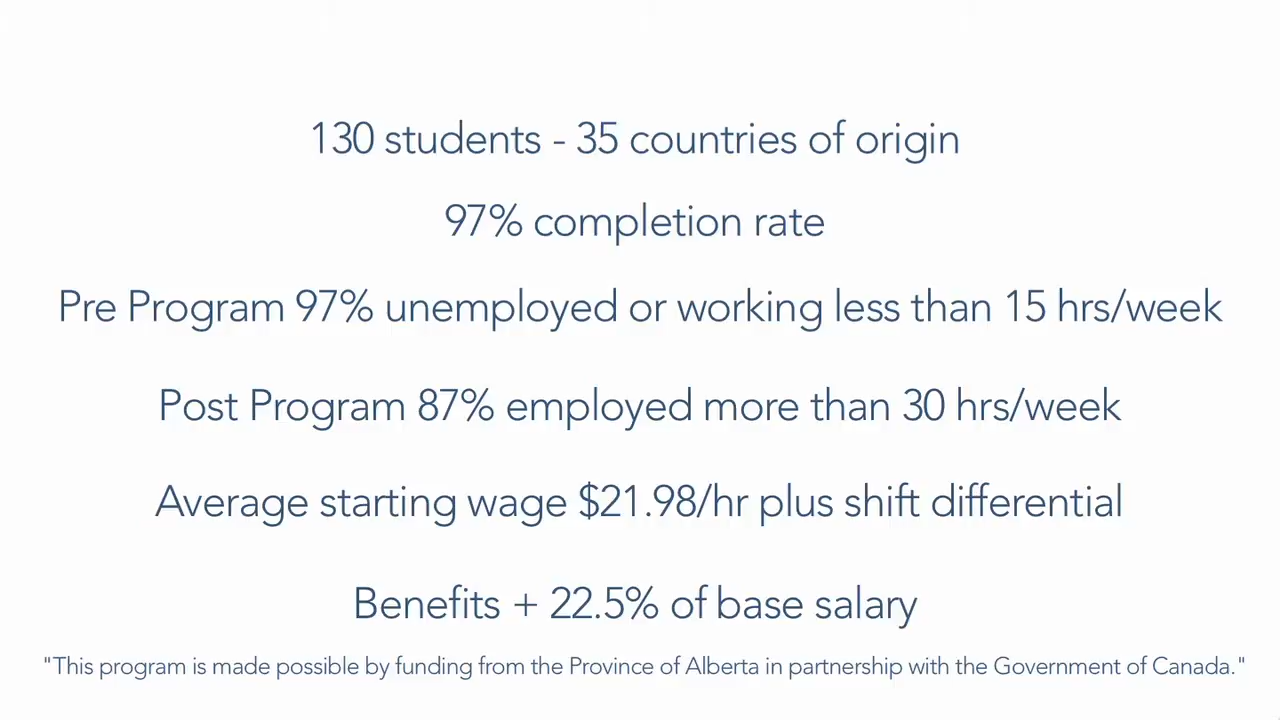 130 students - 35 countries of origin
97% completion rate
Pre Program 97% unemployed or working less than 15 hrs/week
Post Program 87% employed more than 30 hrs/week
Average starting wage $21.98/hr plus shift differential
Benefits + 22.5% of base salary
"This program is made possible by funding from the Province of Alberta in partnership with the Government of Canada."